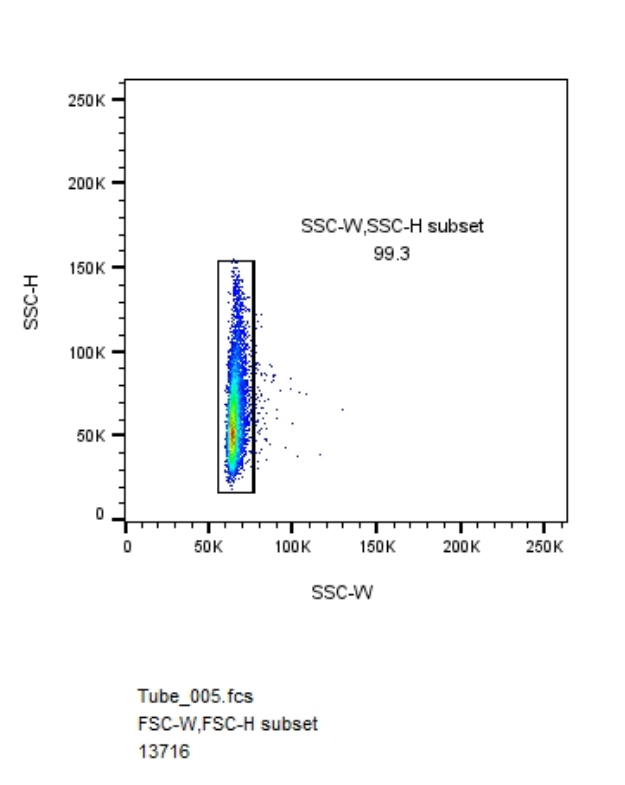 250K
200K
SSC-W,SSC-H subset
99.3
150K
SSC-H
100K
50K
0
0 50K 100K 150K 200K 250K
SSC-W
Tube_005.fcs
FSC-W,FSC-H subset
13716